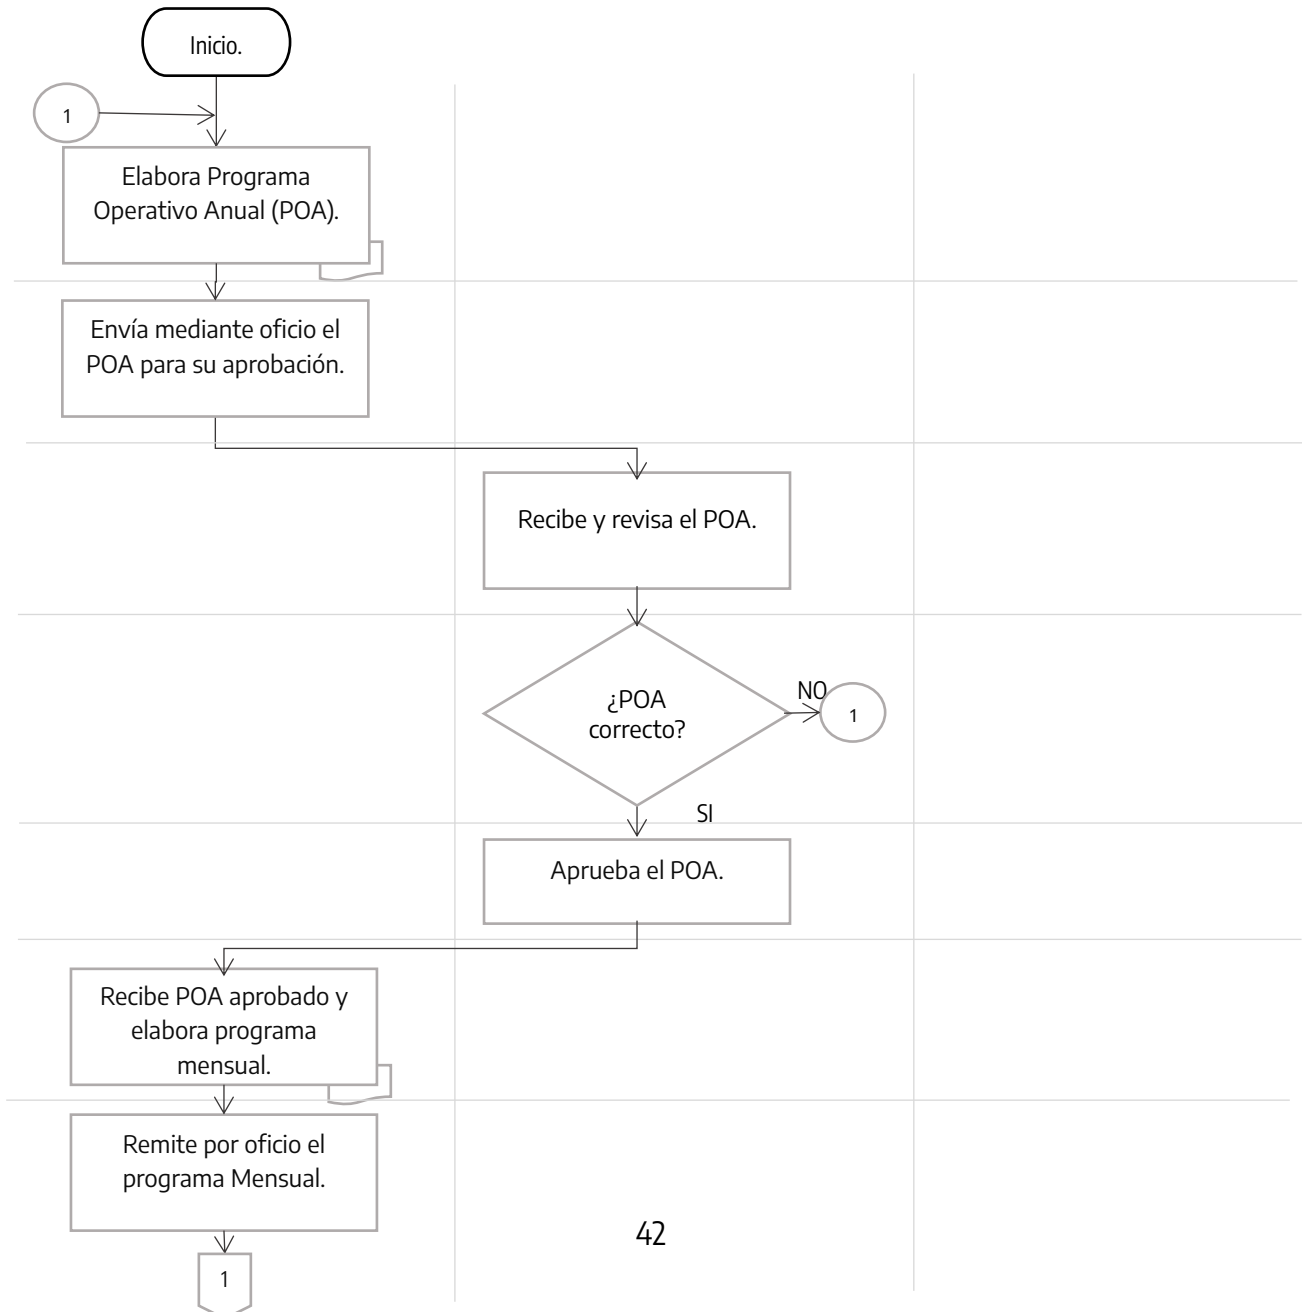 Inicio.
1
Elabora Programa
Operativo Anual (POA).
Envía mediante oficio el
POA para su aprobación.
Recibe y revisa el POA.
¿POA
correcto?
NO
1
SI
Aprueba el POA.
Recibe POA aprobado y
elabora programa
mensual.
Remite por oficio el
programa Mensual.
42
1